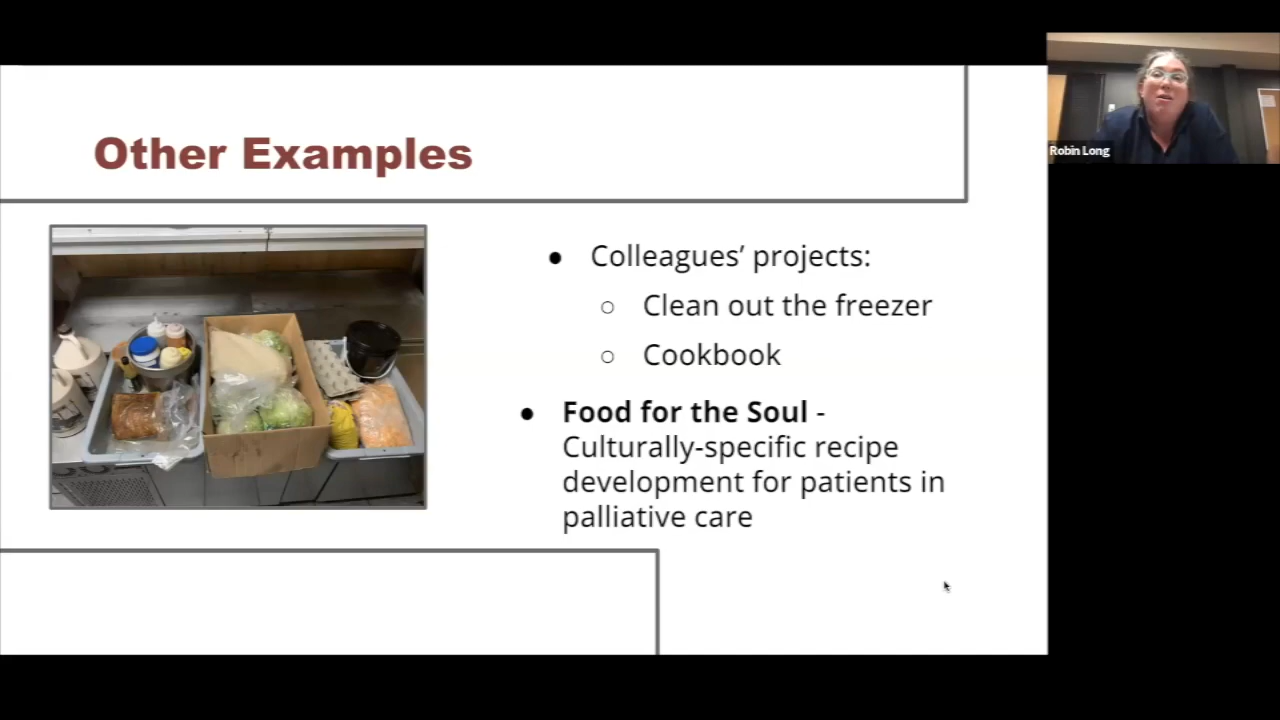 Other Examples
Robin Long
● Colleagues’ projects:
○ Clean out the freezer
○ Cookbook
● Food for the Soul -
Culturally-specific recipe
development for patients in
palliative care